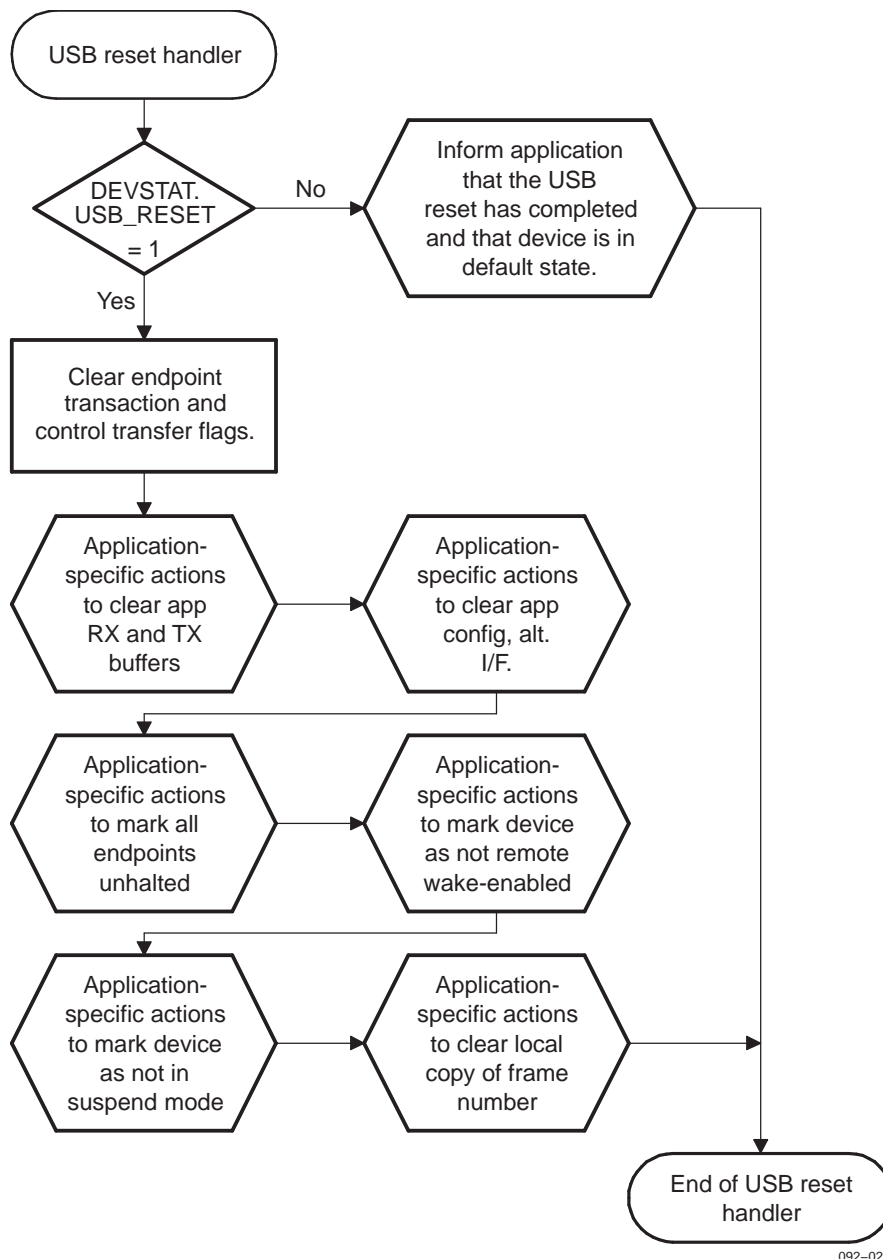 USB reset handler
DEVSTAT.
USB_RESET
= 1
No
Inform application
that the USB
reset has completed
and that device is in
default state.
Yes
Clear endpoint
transaction and
control transfer flags.
Application-
specific actions
to clear app
RX and TX
buffers
Application-
specific actions
to clear app
config, alt.
I/F.
Application-
specific actions
to mark all
endpoints
unhalted
Application-
specific actions
to mark device
as not remote
wake-enabled
Application-
specific actions
to mark device
as not in
suspend mode
Application-
specific actions
to clear local
copy of frame
number
End of USB reset
handler
092–02